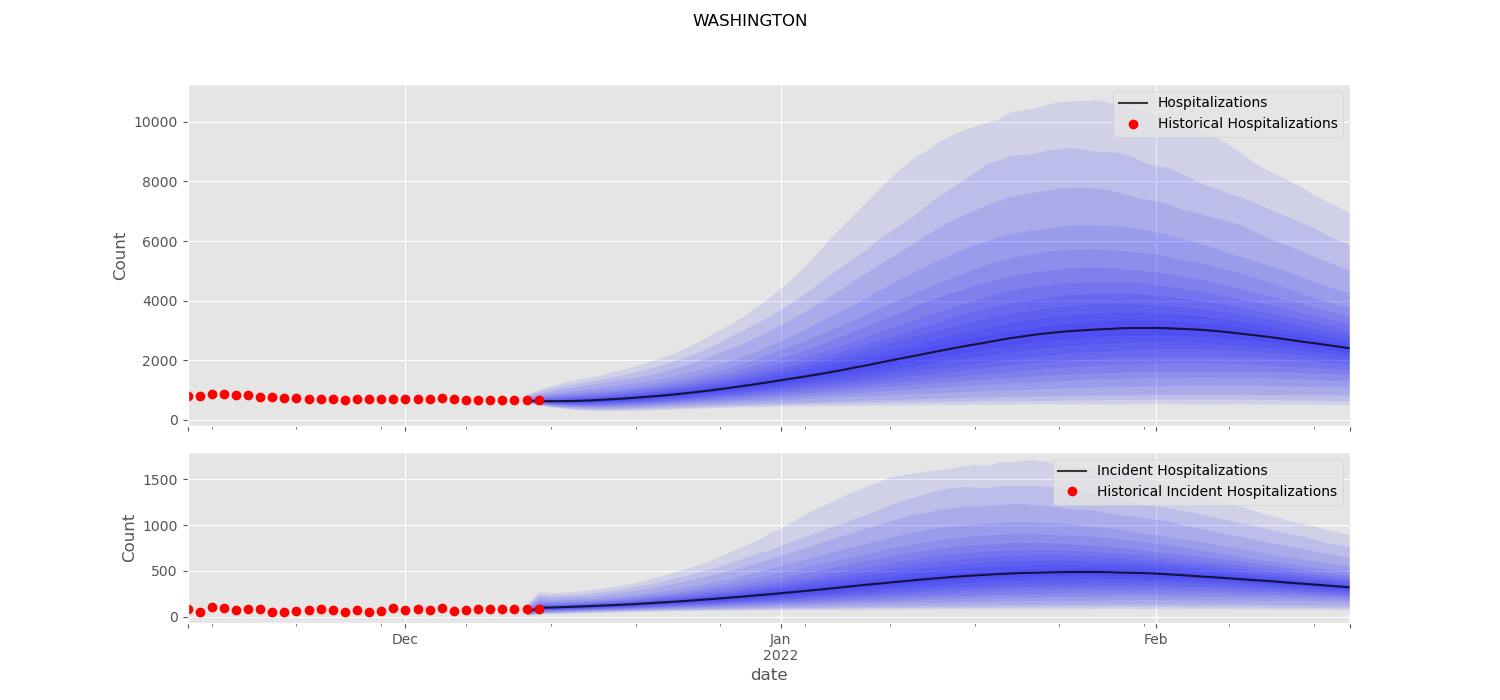 WASHINGTON
10000
8000
6000
4000
2000
0
Count
Hospitalizations
Historical Hospitalizations
1500
1000
500
0
Count
Incident Hospitalizations
Historical Incident Hospitalizations
Dec
Jan
2022
Feb
date